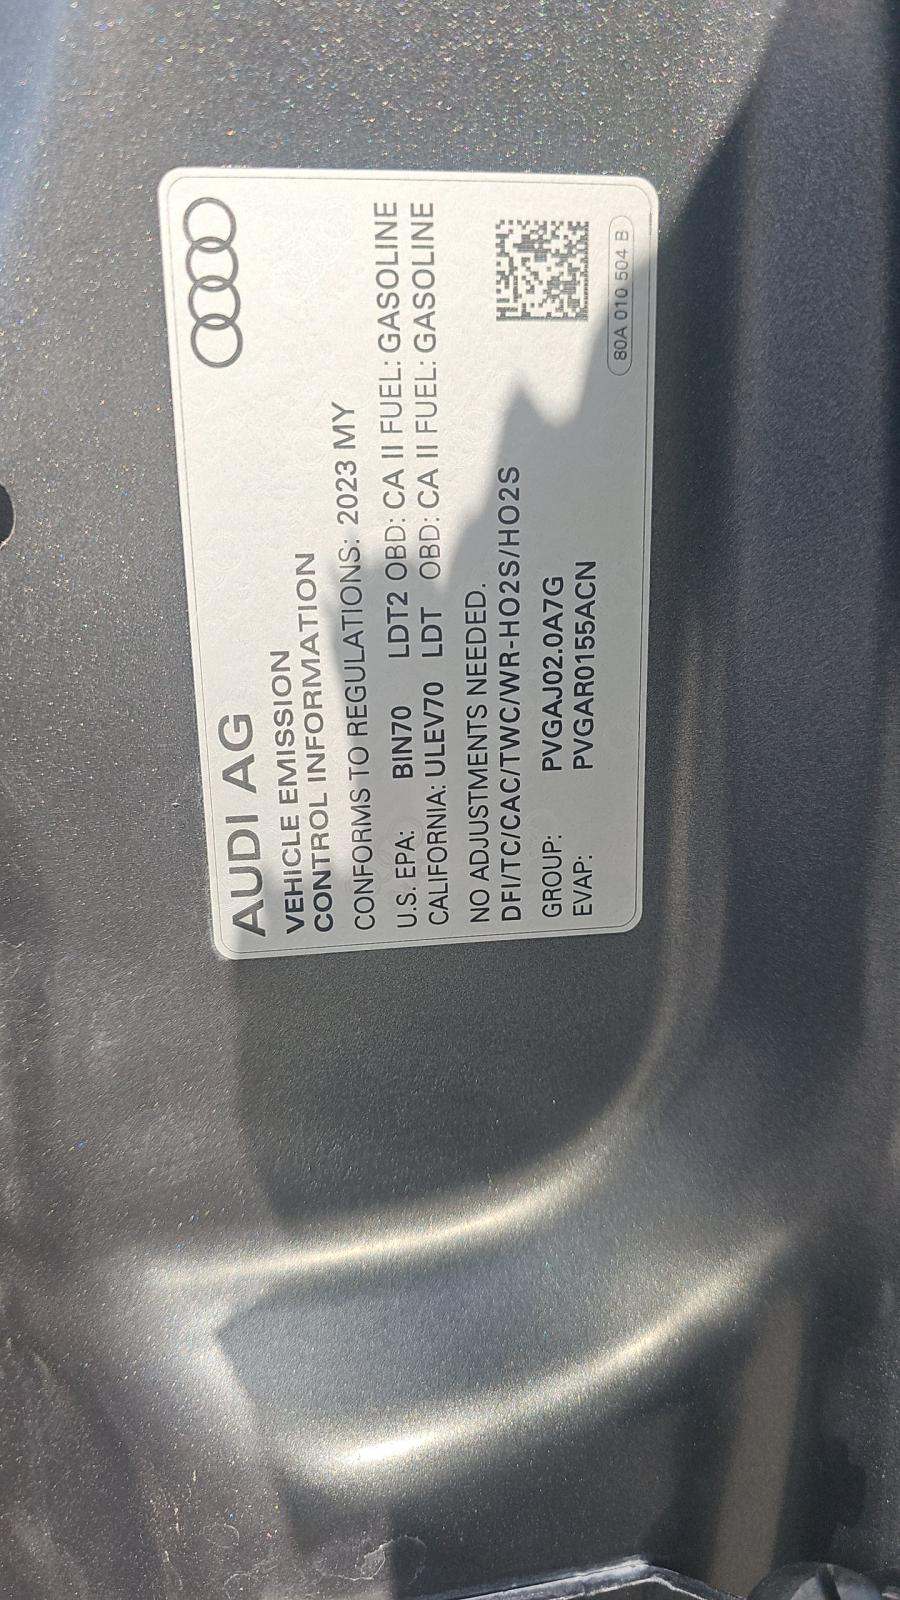 AUDI AG
VEHICLE EMISSION
CONTROL INFORMATION
CONFORMS TO REGULATIONS: 2023 MY
U.S. EPA: BIN70 LDT2 OBD: CA II FUEL: GASOLINE
CALIFORNIA: ULEV70 LDT OBD: CA II FUEL: GASOLINE
NO ADJUSTMENTS NEEDED.
DFI/TC/CAC/TWC/WR-HO2S/HO2S
GROUP: PVGAJ02.0A7G
EVAP: PVGAR0155ACN
80A 010 504 B